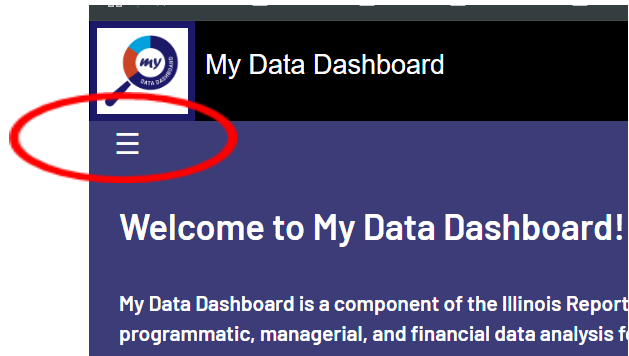 my
DATA DASHBOARD
My Data Dashboard
Welcome to My Data Dashboard!
My Data Dashboard is a component of the Illinois Report
programmatic, managerial, and financial data analysis f